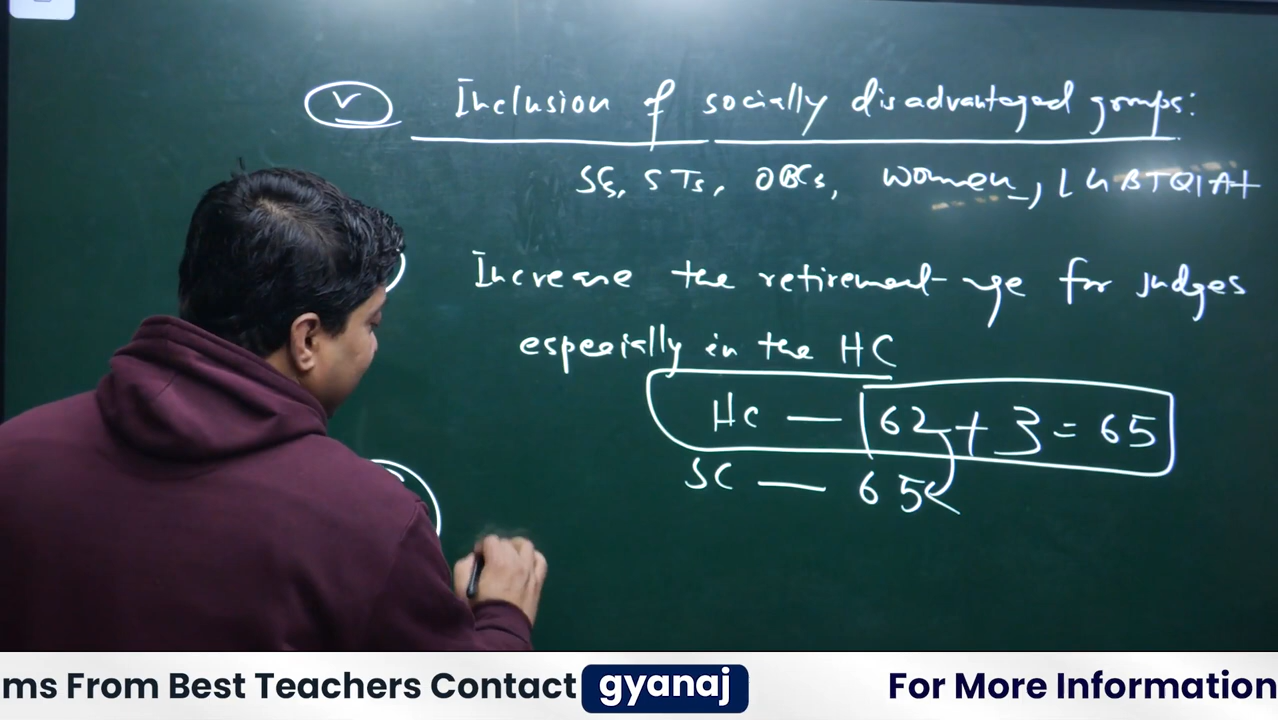 v Inclusion of socially disadvantaged groups:
SCs, STs, OBCs, women, LGBTQIA+
Increase the retirement age for judges
especially in the HC
HC — 62 + 3 = 65
SC — 65
ms From Best Teachers Contact gyanaj For More Information